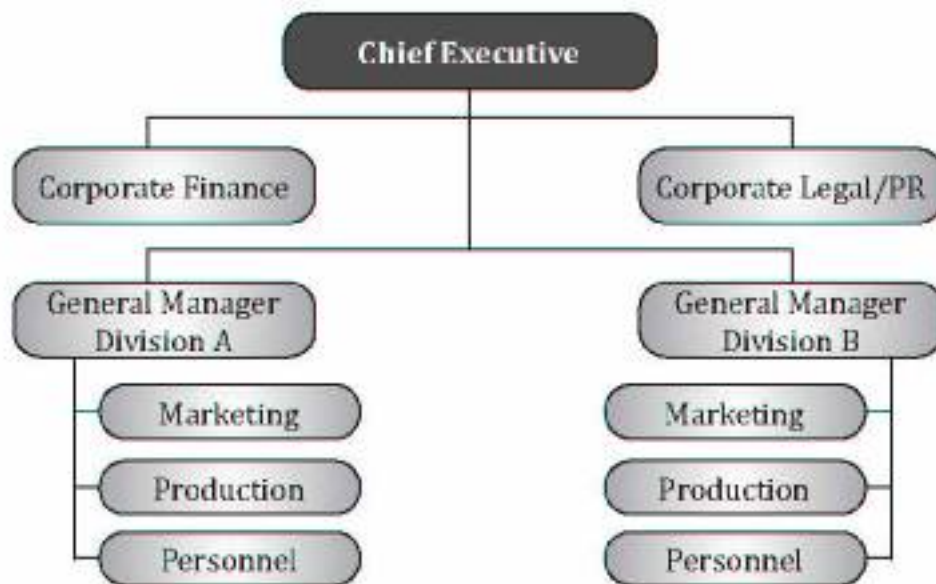 Chief Executive
Corporate Finance
Corporate Legal/PR
General Manager
Division A
General Manager
Division B
Marketing
Production
Personnel
Marketing
Production
Personnel